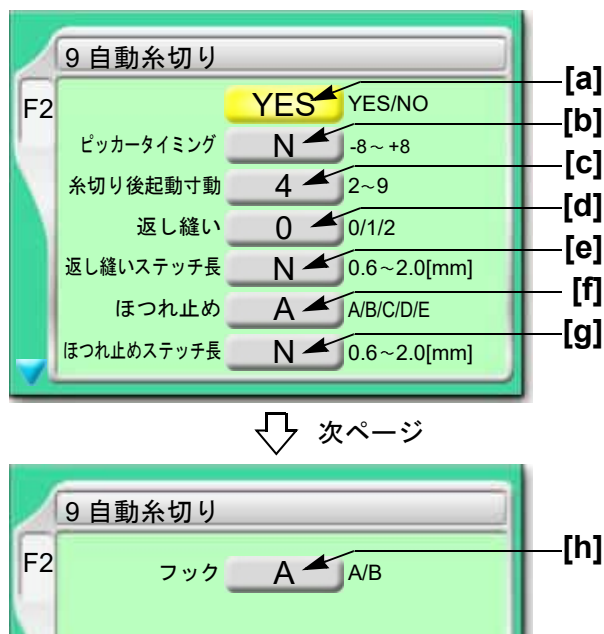 9 自動糸切り
F2
YES YES/NO [a]
ピッカータイミング N -8～+8 [b]
糸切り後起動寸動 4 2～9 [c]
返し縫い 0 0/1/2 [d]
返し縫いステッチ長 N 0.6～2.0[mm] [e]
ほつれ止め A A/B/C/D/E [f]
ほつれ止めステッチ長 N 0.6～2.0[mm] [g]
次ページ
9 自動糸切り
F2
フック A A/B [h]